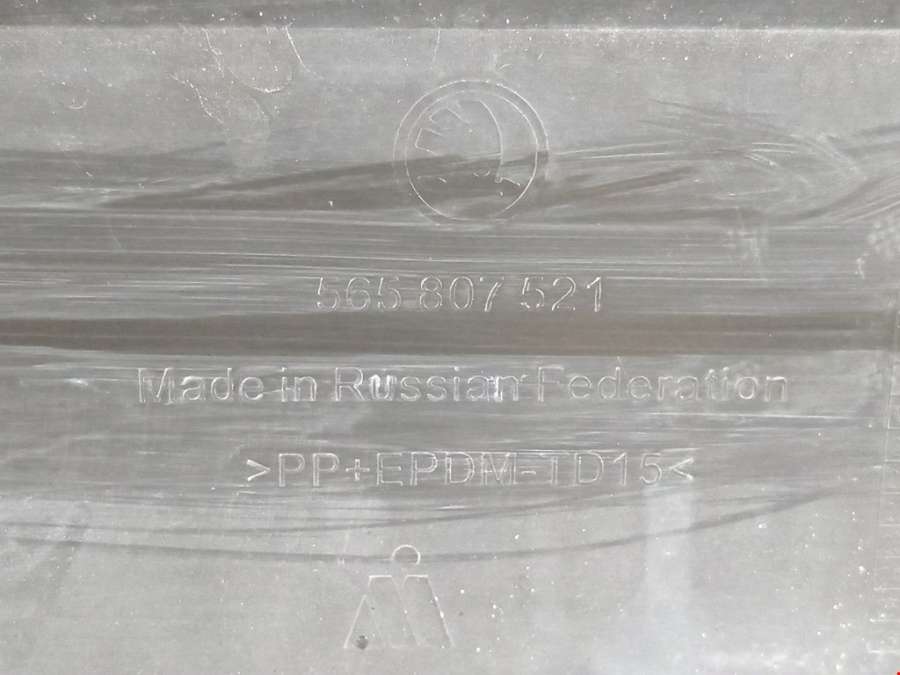 565 807 521
Made in Russian Federation
>PP+EPDM-TD15<